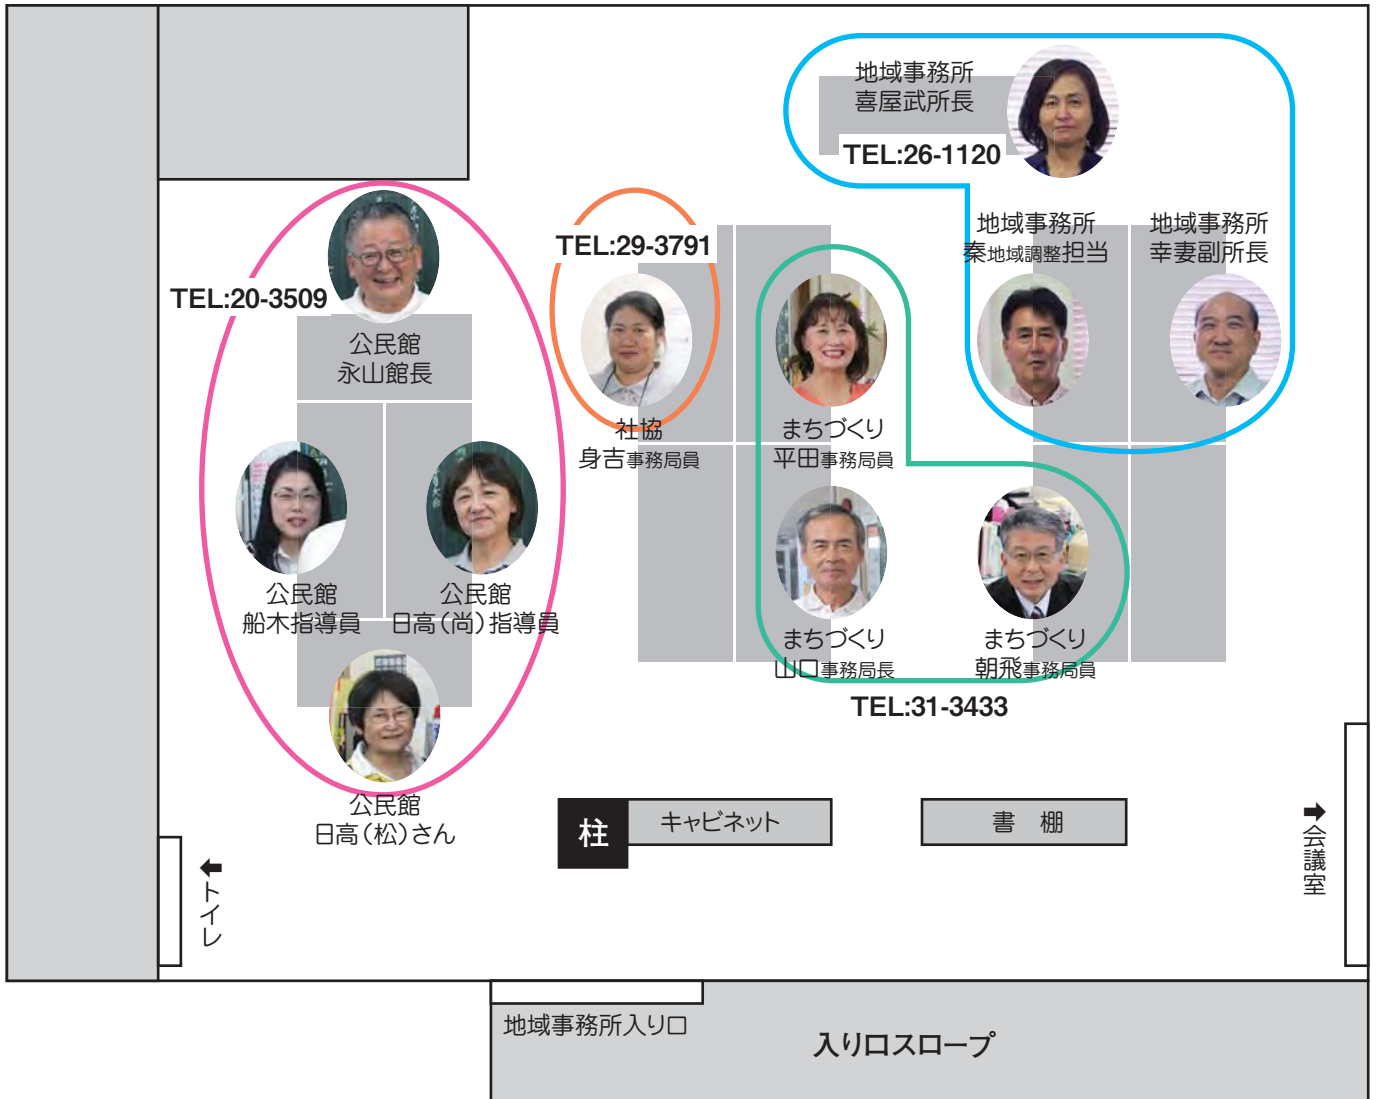 地域事務所
喜屋武所長
TEL:26-1120
地域事務所
秦地域調整担当
地域事務所
幸妻副所長
TEL:29-3791
社協
身吉事務局員
TEL:20-3509
公民館
永山館長
公民館
船木指導員
公民館
日高(尚)指導員
公民館
日高(松)さん
まちづくり
平田事務局員
まちづくり
山口事務局長
まちづくり
朝飛事務局員
TEL:31-3433
柱
キャビネット
書 棚
➡会議室
⬅トイレ
地域事務所入り口
入り口スロープ